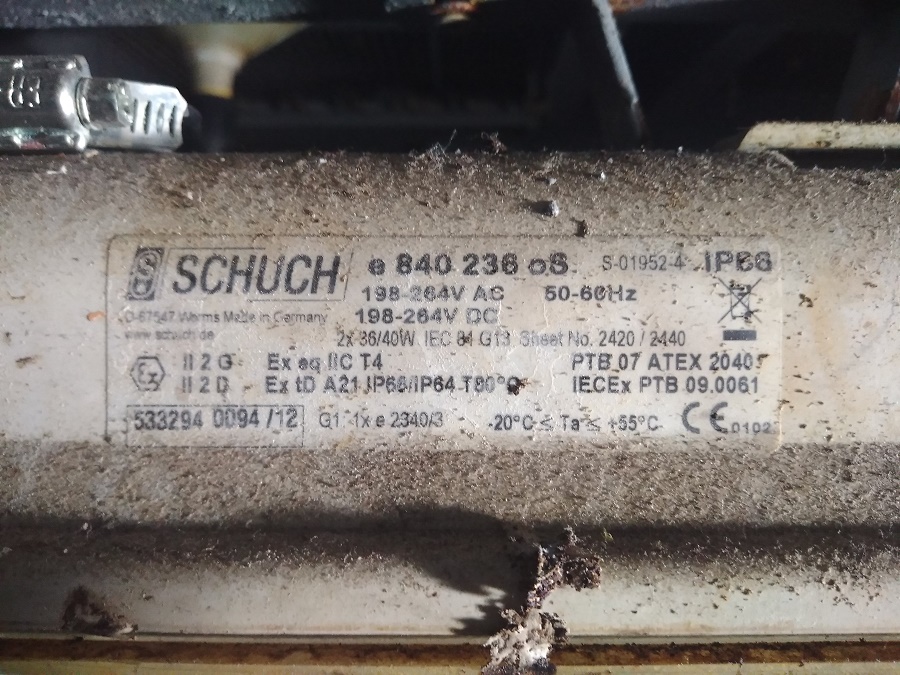 SCHUCH e 840 236 oS S-01952-4 IP66
198-264V AC 50-60Hz
D-67547 Worms Made in Germany 198-264V DC
www.schuch.de 2x 36/40W IEC 81 G13 Sheet No. 2420 / 2440
Ex II 2 G Ex eq IIC T4 PTB 07 ATEX 2040
II 2 D Ex tD A21 IP66/IP64 T80°C IECEx PTB 09.0061
533294 0094 /12 e 2340/3 -20°C ≤ Ta ≤ +55°C CE 0102